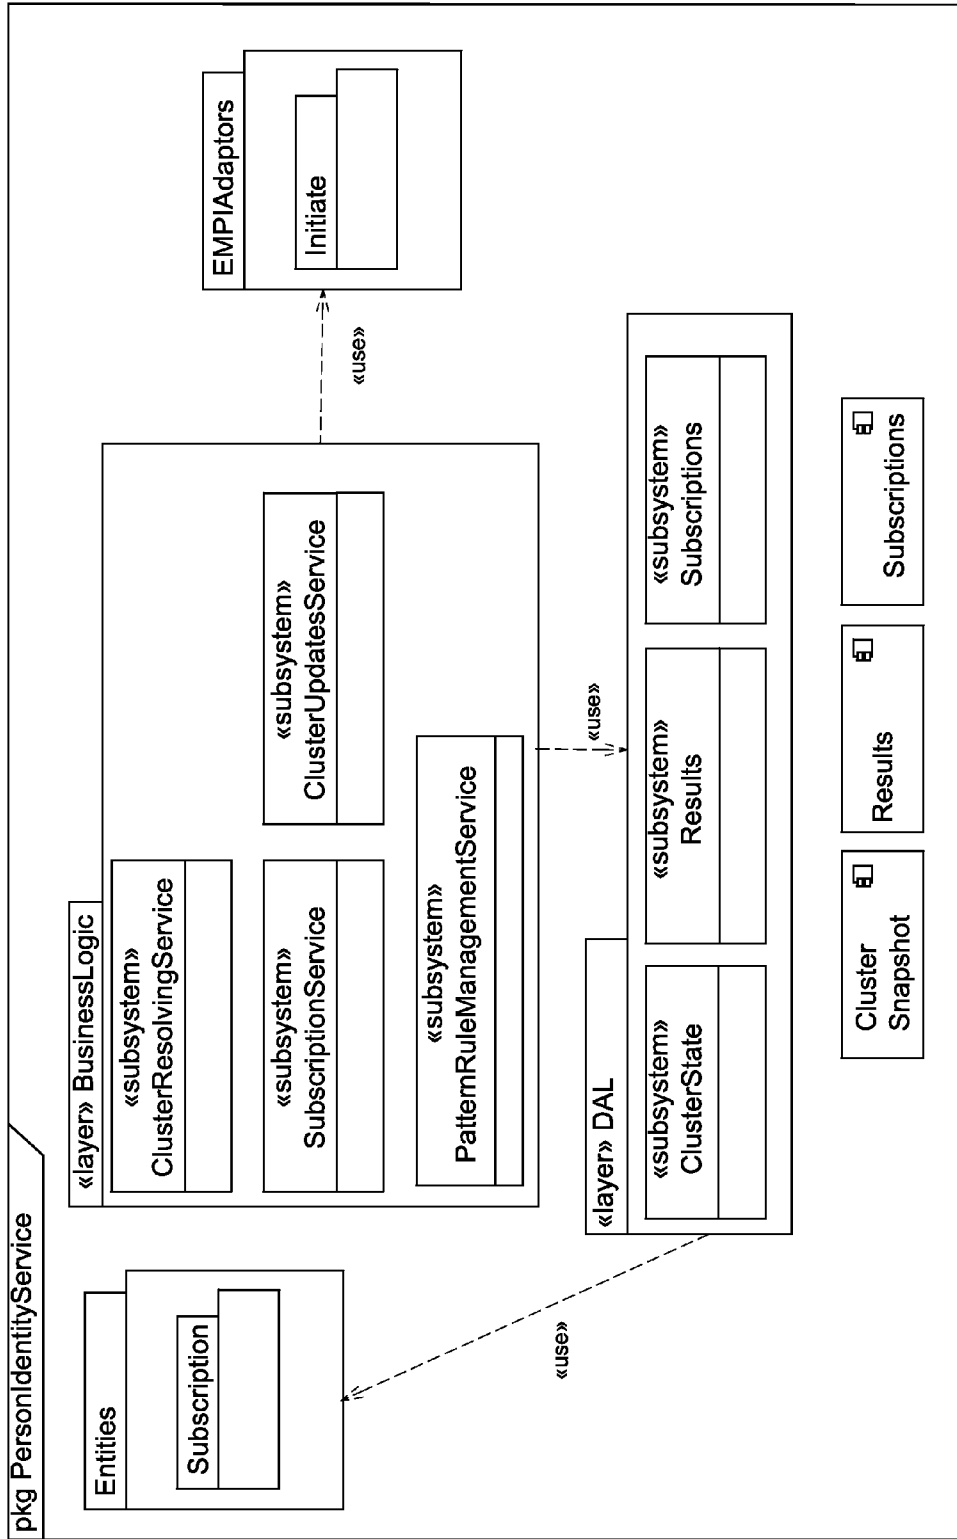 pkg PersonIdentityService
Entities
Subscription
«layer» BusinessLogic
«subsystem»
ClusterResolvingService
«subsystem»
SubscriptionService
«subsystem»
ClusterUpdatesService
«subsystem»
PatternRuleManagementService
EMPIAdaptors
Initiate
«use»
«use»
«use»
«layer» DAL
«subsystem»
ClusterState
«subsystem»
Results
«subsystem»
Subscriptions
Cluster
Snapshot
Results
Subscriptions